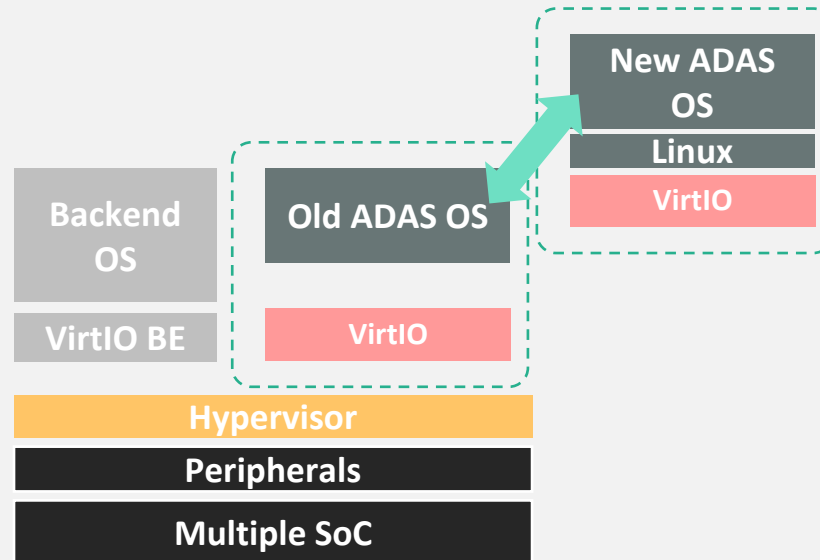 New ADAS
OS
Linux
VirtIO
Backend
OS
Old ADAS OS
VirtIO BE
VirtIO
Hypervisor
Peripherals
Multiple SoC